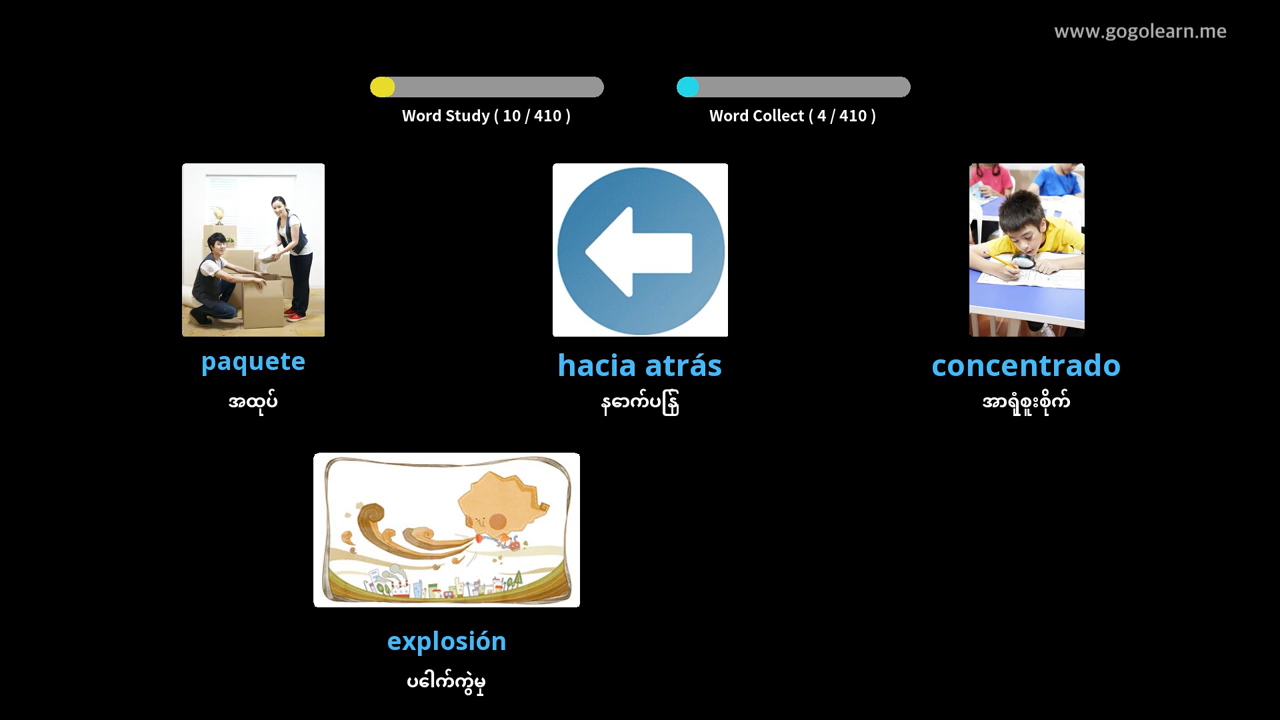 www.gogolearn.me
Word Study ( 10 / 410 )
Word Collect ( 4 / 410 )
paquete
အထုပ်
hacia atrás
နောက်ပြန်
concentrado
အာရုံစူးစိုက်
explosión
ပေါက်ကွဲမှု